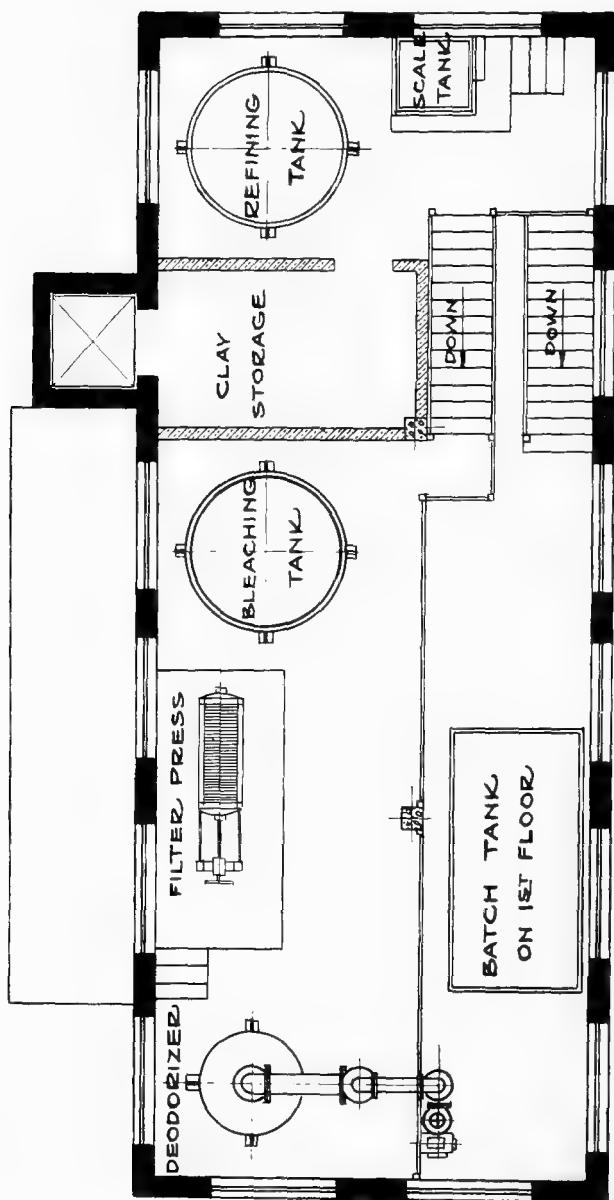 REFINING
TANK
SCALE
TANK
CLAY
STORAGE
DOWN
DOWN
BLEACHING
TANK
FILTER PRESS
BATCH TANK
ON 1ST FLOOR
DEODORIZER